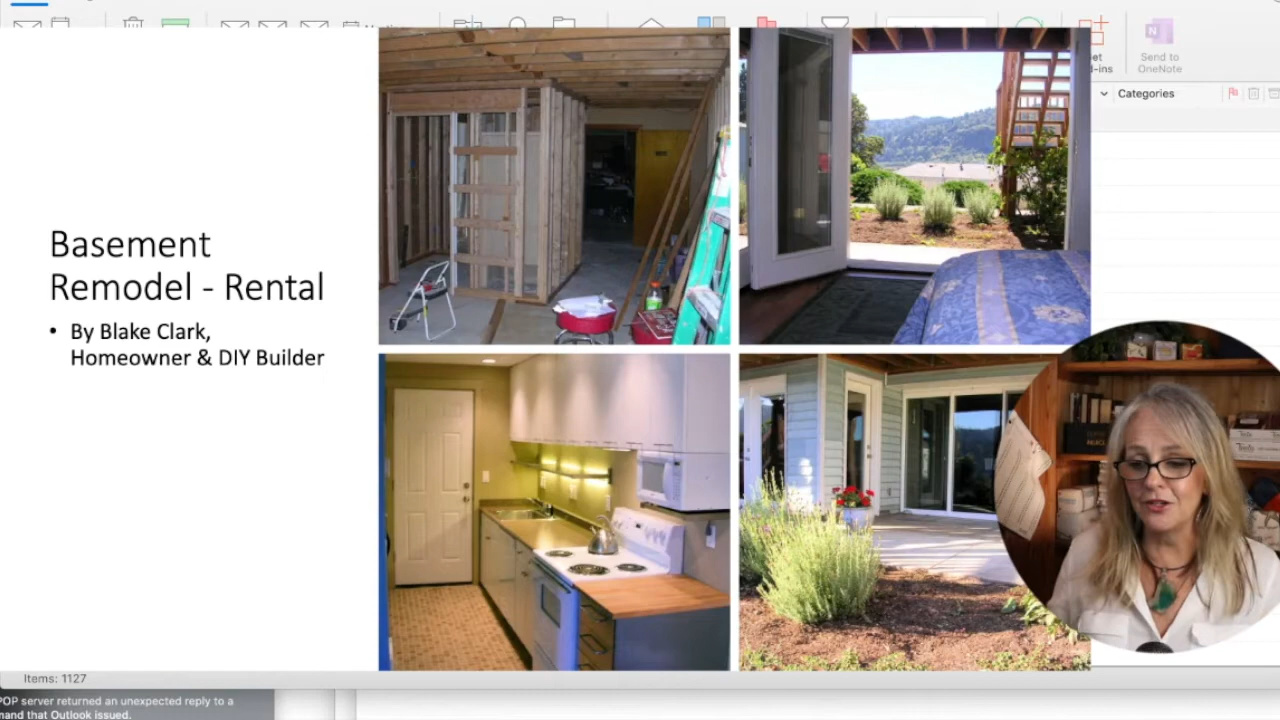 Send to
OneNote
Categories
Basement
Remodel - Rental
• By Blake Clark,
Homeowner & DIY Builder
Items: 1127
POP server returned an unexpected reply to a
mand that Outlook issued.